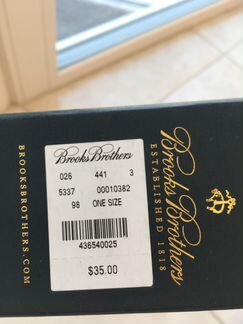 BROOKSBROTHERS.COM
Brooks Brothers
026 441 3
5337 00010382
98 ONE SIZE
436540025
$35.00
Brooks Brothers
ESTABLISHED 1818